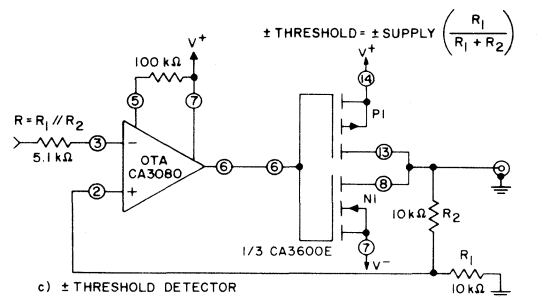 ± THRESHOLD = ± SUPPLY ( R1 / R1 + R2 )
V+
V+
100 kΩ
14
5
7
P1
R = R1 // R2
3
−
5.1 kΩ
OTA
CA3080
6
6
13
8
2
+
N1
10 kΩ
R2
1/3 CA3600E
7
V−
R1
10 kΩ
c) ± THRESHOLD DETECTOR